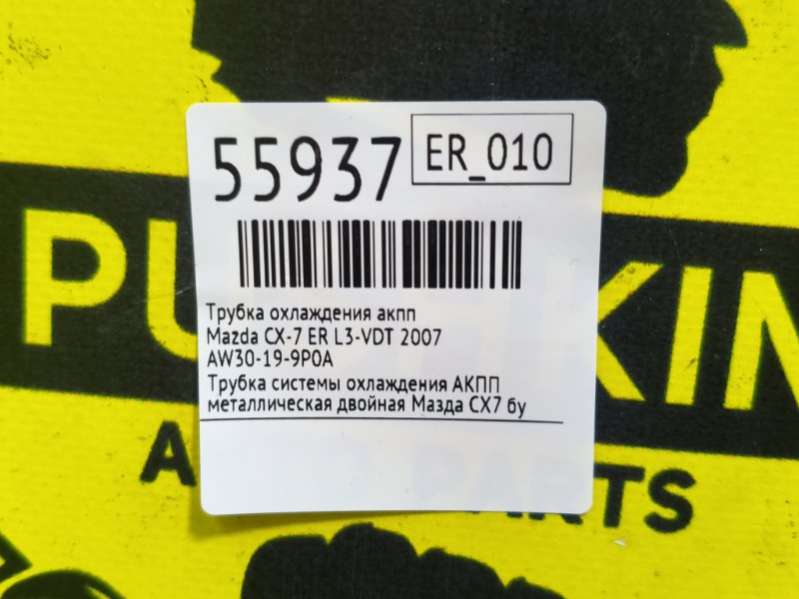 55937
ER_010
Трубка охлаждения акпп
Mazda CX-7 ER L3-VDT 2007
AW30-19-9P0A
Трубка системы охлаждения АКПП
металлическая двойная Мазда СХ7 бу